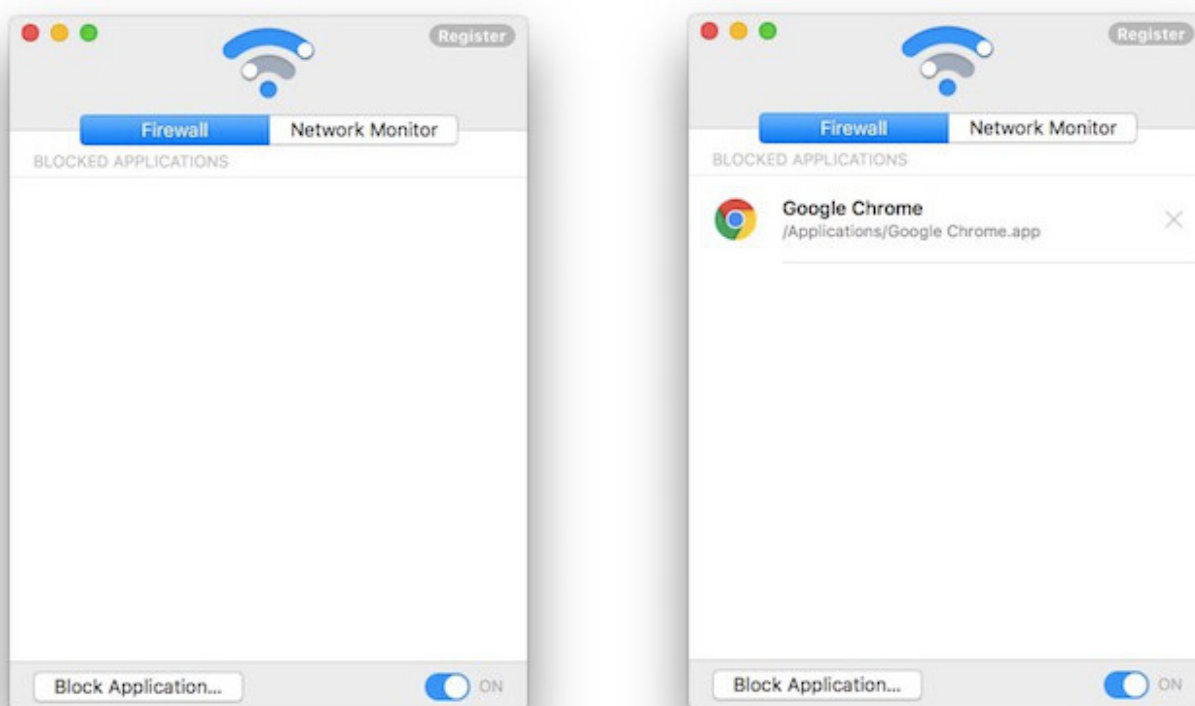 Register
Firewall
Network Monitor
BLOCKED APPLICATIONS
Block Application...
ON
Register
Firewall
Network Monitor
BLOCKED APPLICATIONS
Google Chrome
/Applications/Google Chrome.app
Block Application...
ON